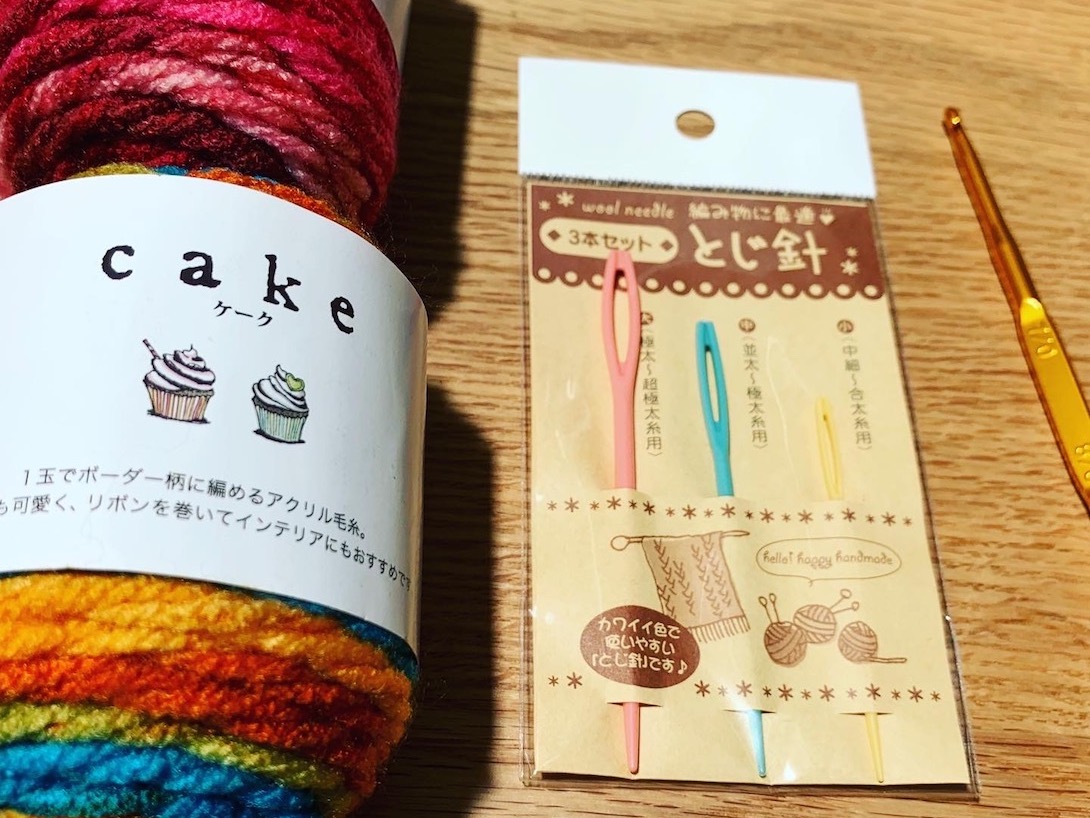 cake
ケーク
1玉でボーダー柄に編めるアクリル毛糸。
も可愛く、リボンを巻いてインテリアにもおすすめです
wool needle 編み物に最適
3本セット
とじ針
大(極太〜超極太糸用)
中(並太〜極太糸用)
小(中細〜合太糸用)
hello! happy handmade
カワイイ色で
使いやすい
「とじ針」です♪